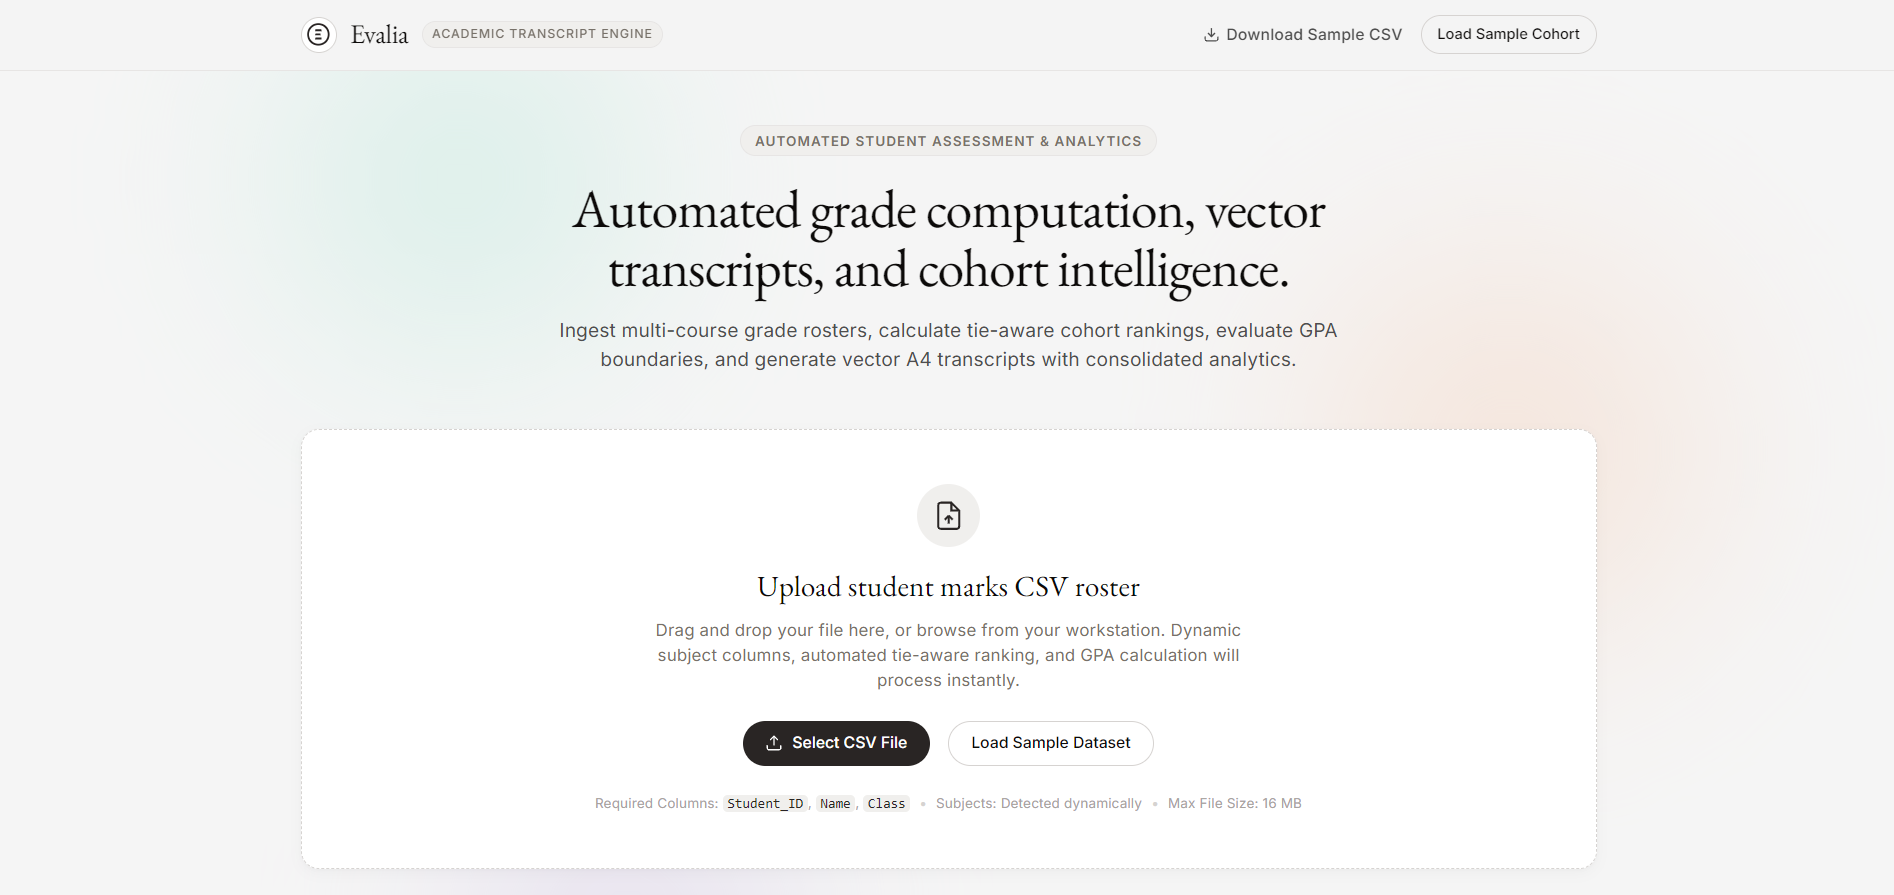 Evalia
ACADEMIC TRANSCRIPT ENGINE
Download Sample CSV
Load Sample Cohort
AUTOMATED STUDENT ASSESSMENT & ANALYTICS
Automated grade computation, vector
transcripts, and cohort intelligence.
Ingest multi-course grade rosters, calculate tie-aware cohort rankings, evaluate GPA
boundaries, and generate vector A4 transcripts with consolidated analytics.
Upload student marks CSV roster
Drag and drop your file here, or browse from your workstation. Dynamic
subject columns, automated tie-aware ranking, and GPA calculation will
process instantly.
Select CSV File
Load Sample Dataset
Required Columns: Student_ID, Name, Class • Subjects: Detected dynamically • Max File Size: 16 MB